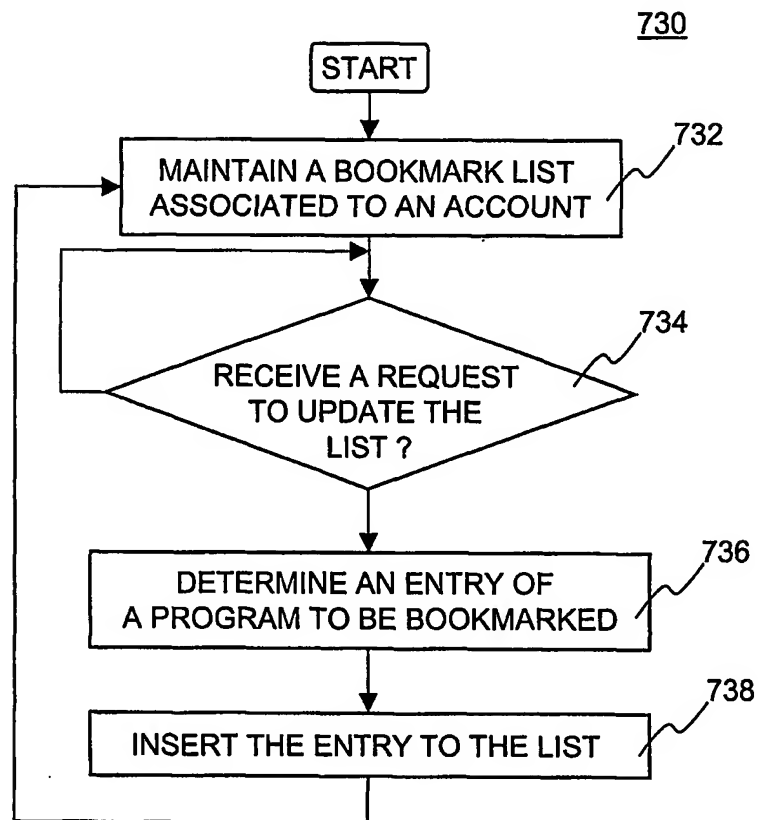 730
START
732
MAINTAIN A BOOKMARK LIST
ASSOCIATED TO AN ACCOUNT
734
RECEIVE A REQUEST
TO UPDATE THE
LIST ?
736
DETERMINE AN ENTRY OF
A PROGRAM TO BE BOOKMARKED
738
INSERT THE ENTRY TO THE LIST